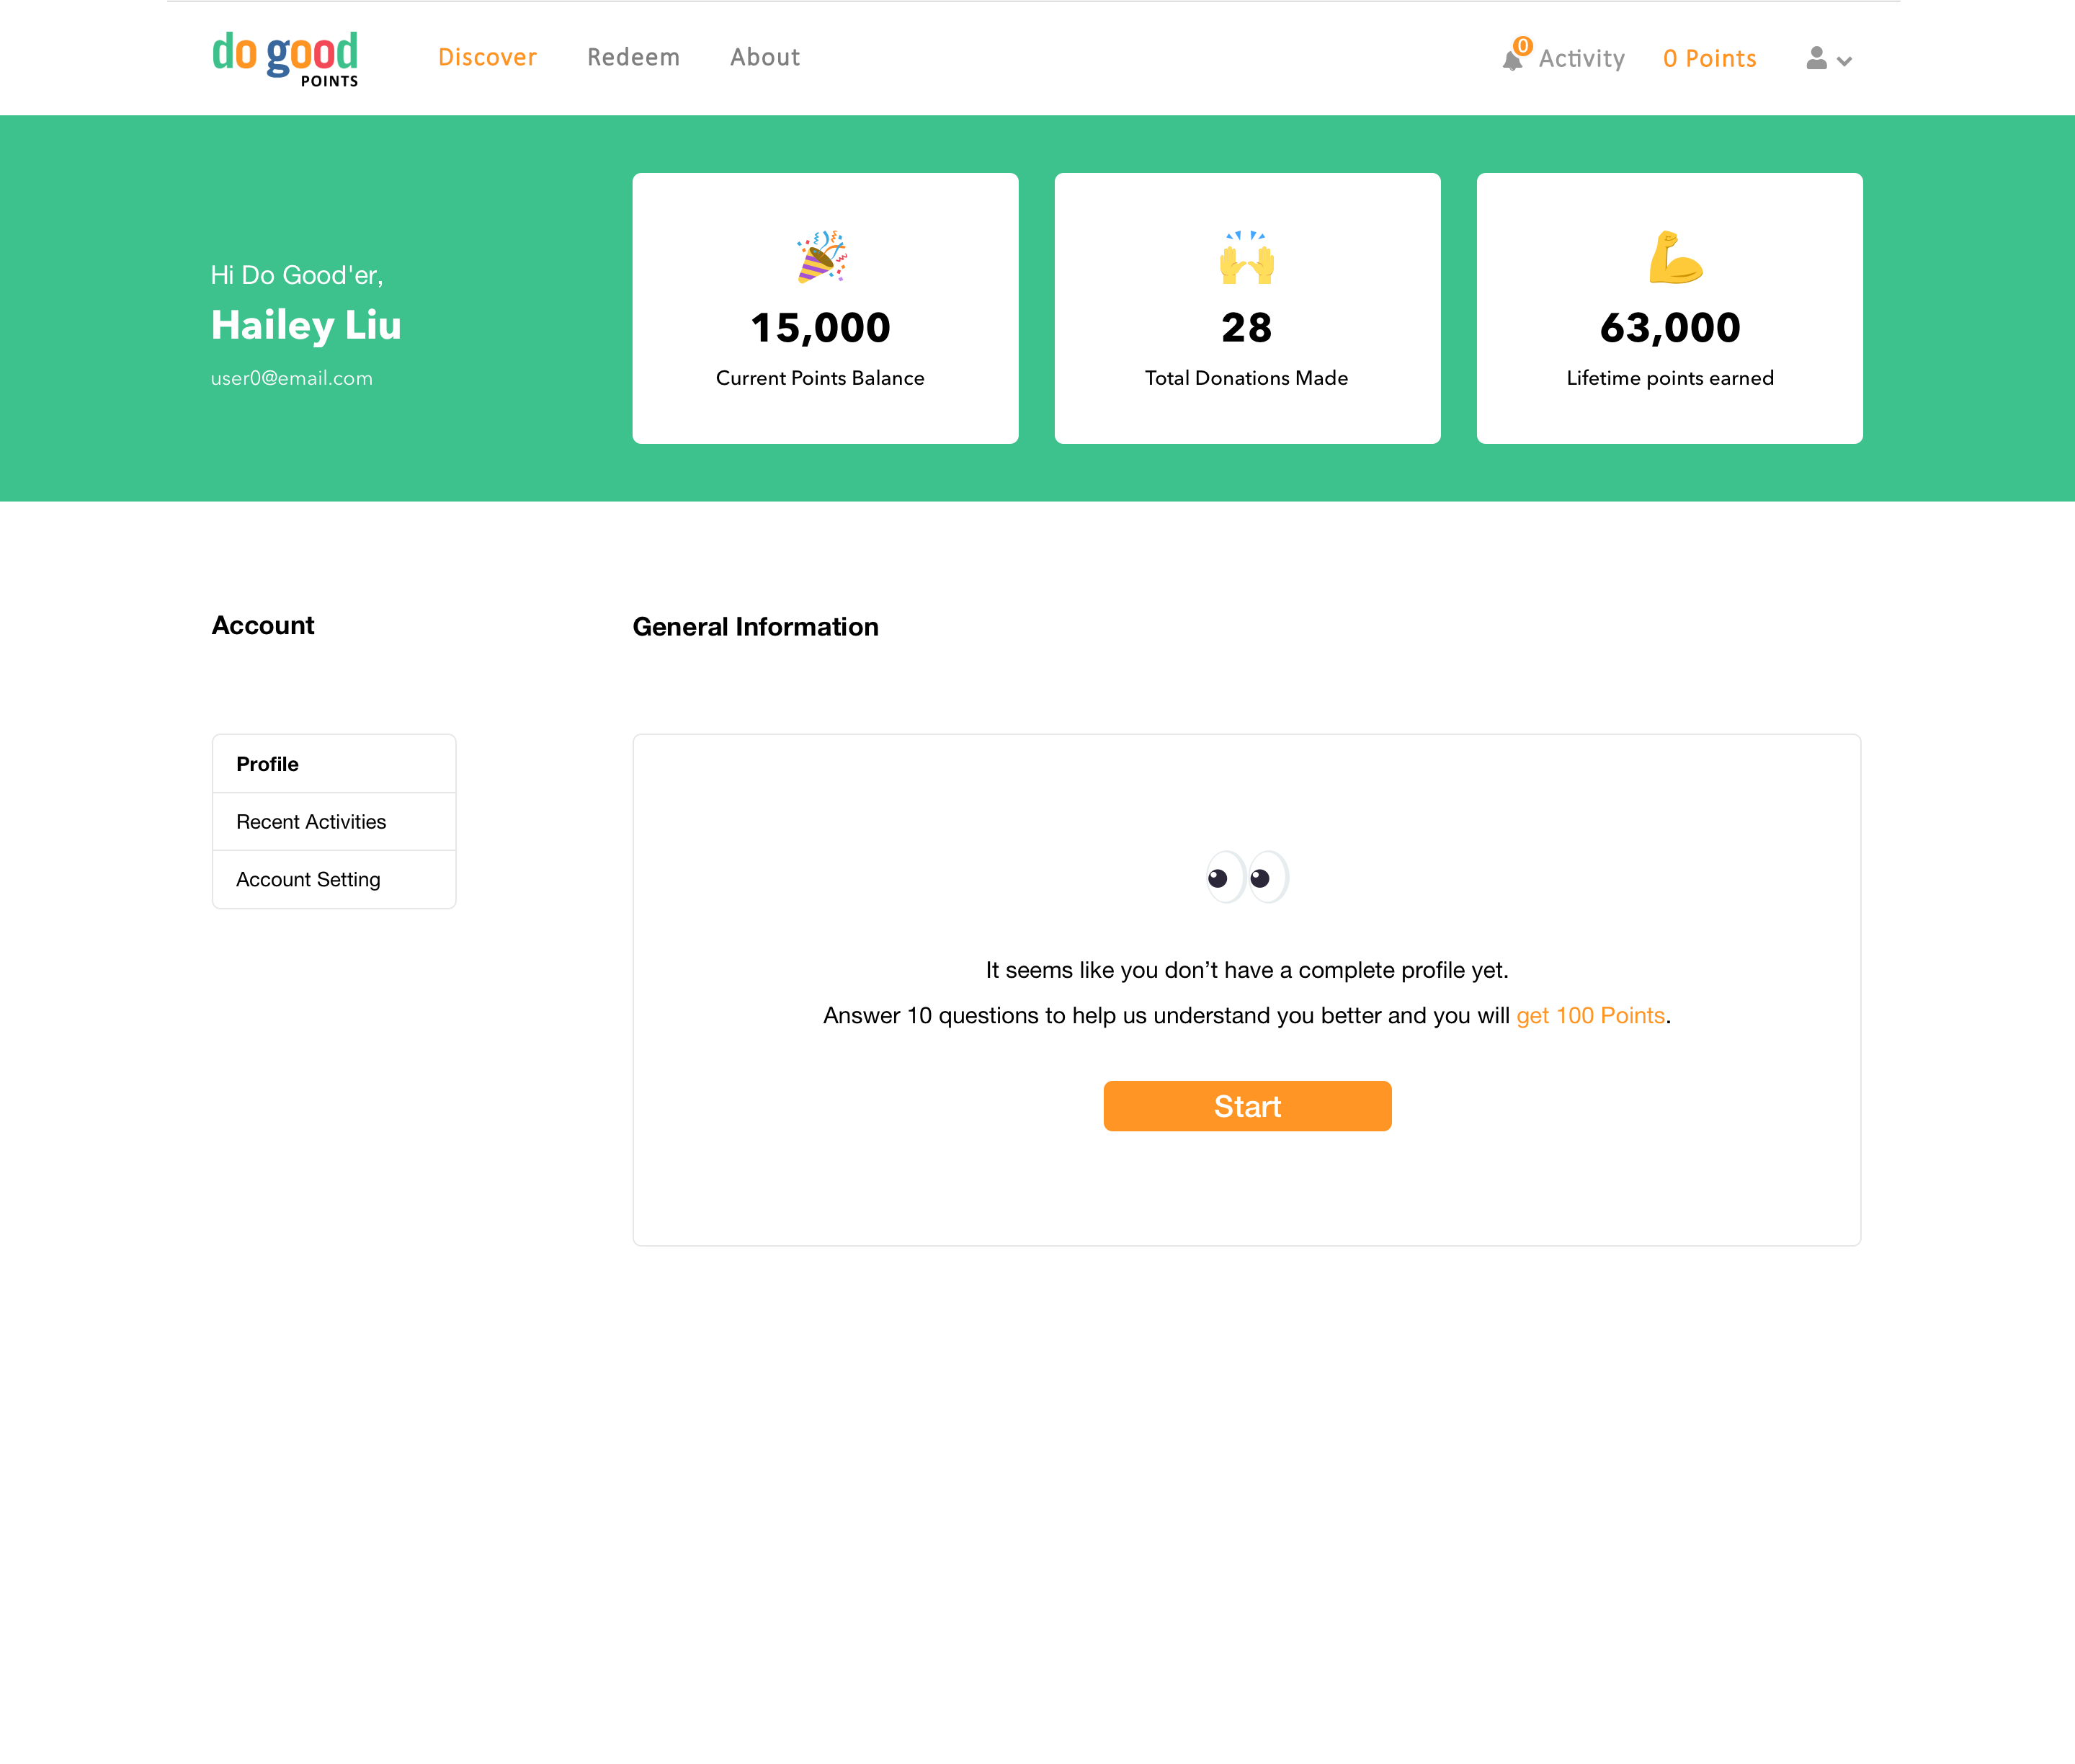 do good
POINTS
Discover
Redeem
About
0
Activity
0 Points
Hi Do Good'er,
Hailey Liu
user0@email.com
15,000
Current Points Balance
28
Total Donations Made
63,000
Lifetime points earned
Account
General Information
Profile
Recent Activities
Account Setting
It seems like you don’t have a complete profile yet.
Answer 10 questions to help us understand you better and you will get 100 Points.
Start